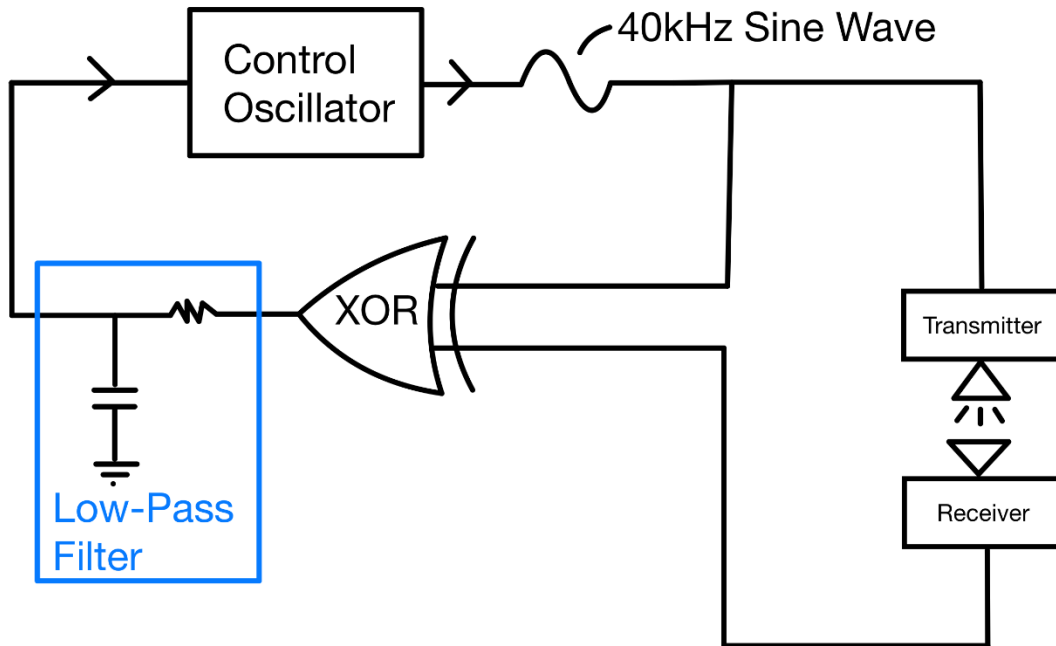 40kHz Sine Wave
Control
Oscillator
XOR
Transmitter
Receiver
Low-Pass
Filter